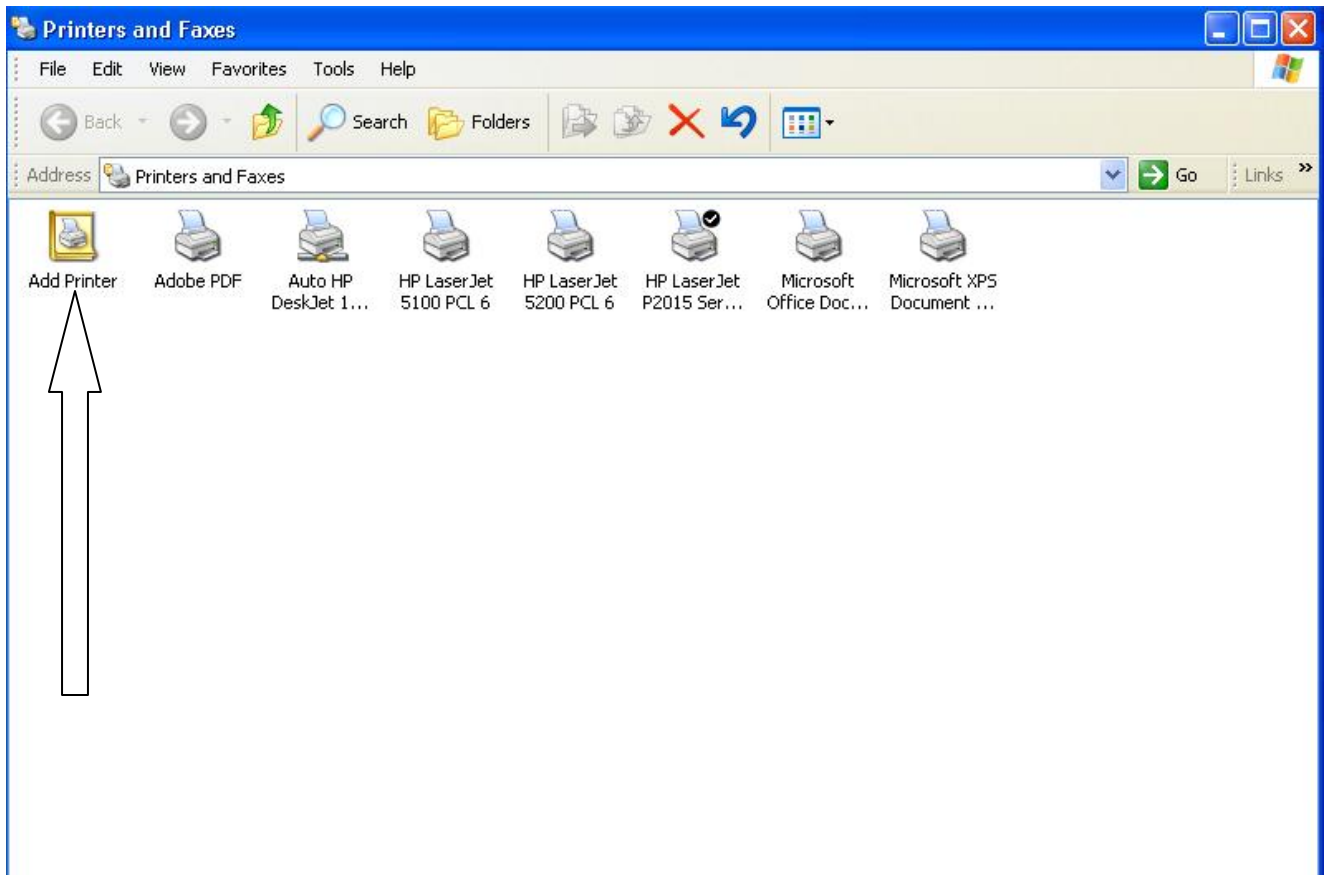 Printers and Faxes
File Edit View Favorites Tools Help
Back Search Folders
Address Printers and Faxes Go Links »
Add Printer Adobe PDF Auto HP HP LaserJet HP LaserJet HP LaserJet Microsoft Microsoft XPS
DeskJet 1... 5100 PCL 6 5200 PCL 6 P2015 Ser... Office Doc... Document ...